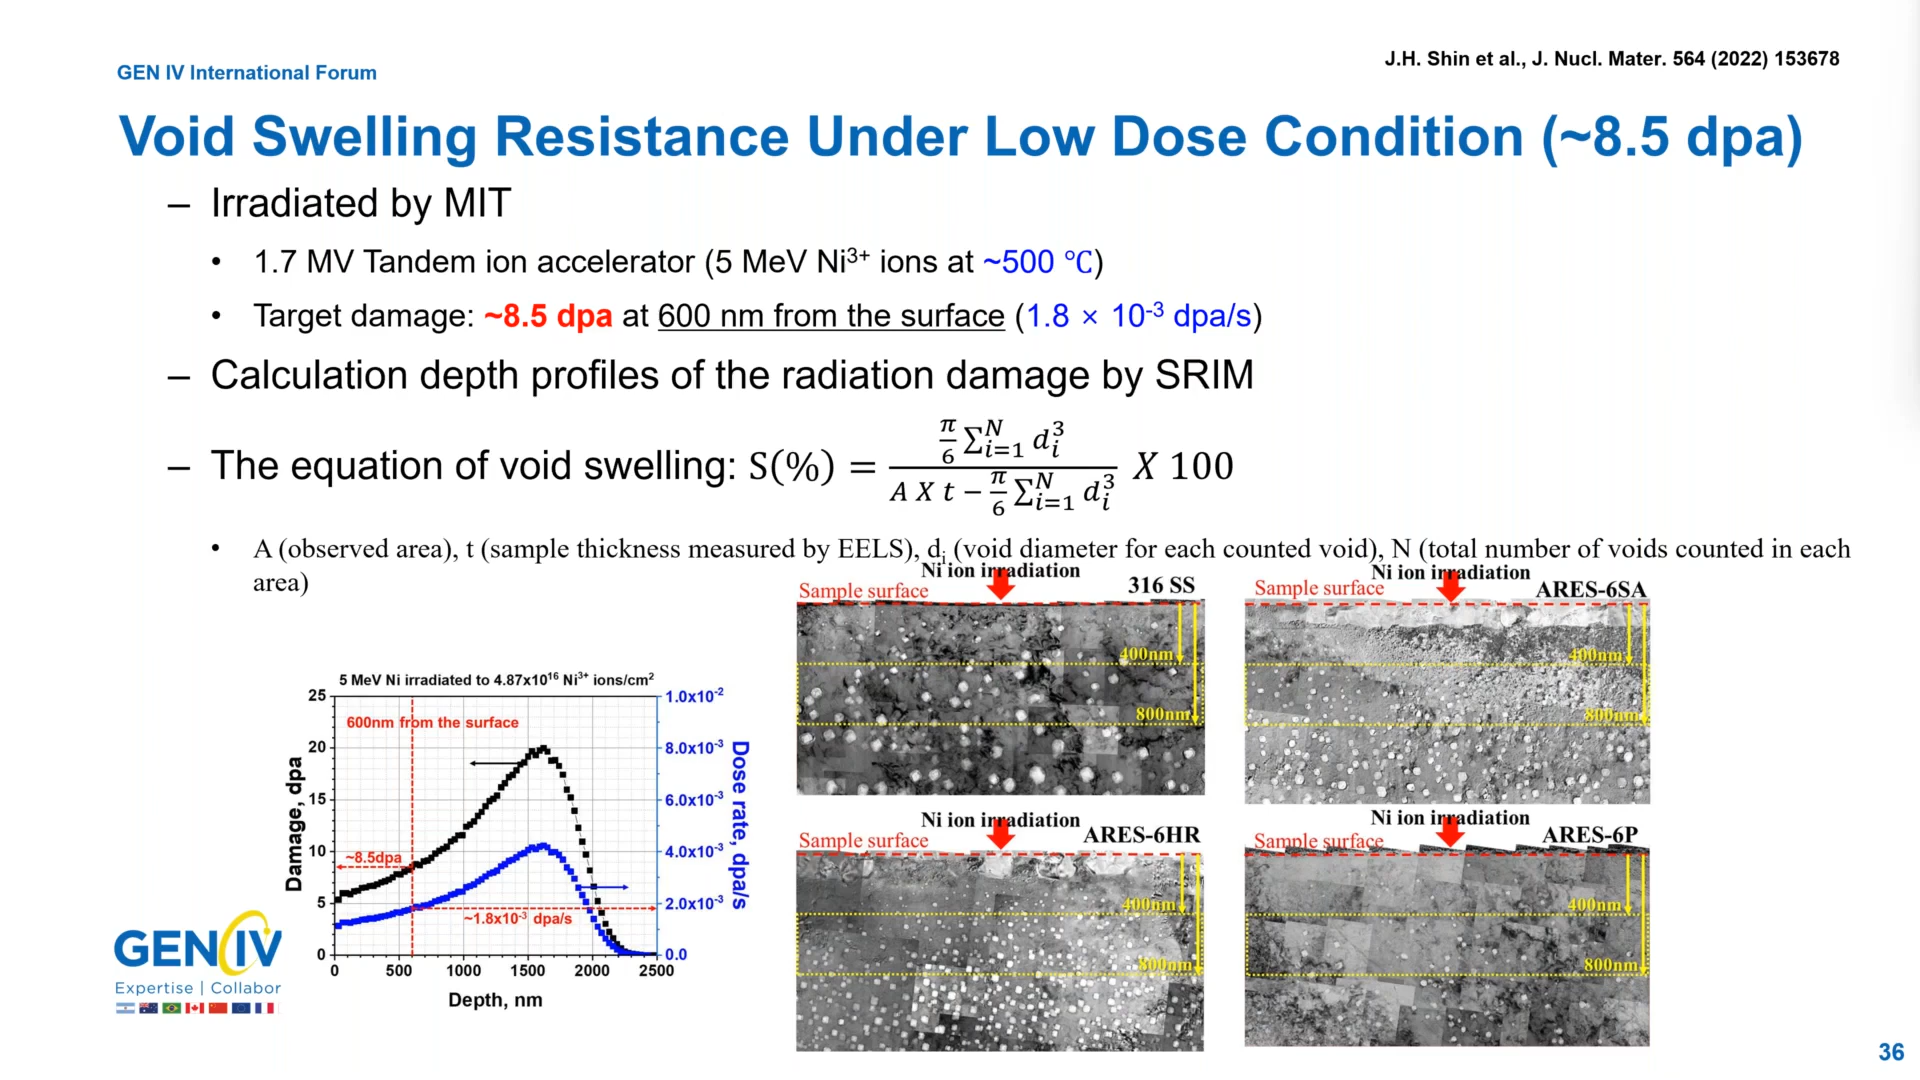 GEN IV International Forum
J.H. Shin et al., J. Nucl. Mater. 564 (2022) 153678
Void Swelling Resistance Under Low Dose Condition (~8.5 dpa)
– Irradiated by MIT
• 1.7 MV Tandem ion accelerator (5 MeV Ni³⁺ ions at ~500 ℃)
• Target damage: ~8.5 dpa at 600 nm from the surface (1.8 × 10⁻³ dpa/s)
– Calculation depth profiles of the radiation damage by SRIM
– The equation of void swelling: S(%) = \frac{\frac{π}{6} \sum_{i=1}^{N} d_i^3}{A X t − \frac{π}{6} \sum_{i=1}^{N} d_i^3} X 100
• A (observed area), t (sample thickness measured by EELS), dᵢ (void diameter for each counted void), N (total number of voids counted in each
area)
5 MeV Ni irradiated to 4.87x10¹⁶ Ni³⁺ ions/cm²
600nm from the surface
~8.5dpa
~1.8x10⁻³ dpa/s
Damage, dpa
25
20
15
10
5
0
Dose rate, dpa/s
1.0x10⁻²
8.0x10⁻³
6.0x10⁻³
4.0x10⁻³
2.0x10⁻³
0.0
0 500 1000 1500 2000 2500
Depth, nm
Ni ion irradiation
Sample surface
316 SS
400nm
800nm
Ni ion irradiation
Sample surface
ARES-6SA
400nm
800nm
Ni ion irradiation
Sample surface
ARES-6HR
400nm
800nm
Ni ion irradiation
Sample surface
ARES-6P
400nm
800nm
GEN IV
Expertise | Collabor
36